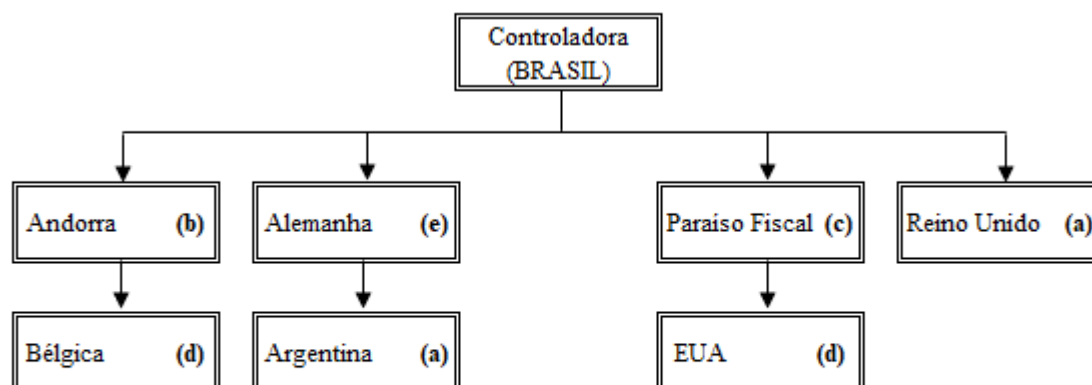 Controladora
(BRASIL)
Andorra (b)
Alemanha (e)
Paraiso Fiscal (c)
Reino Unido (a)
Bélgica (d)
Argentina (a)
EUA (d)